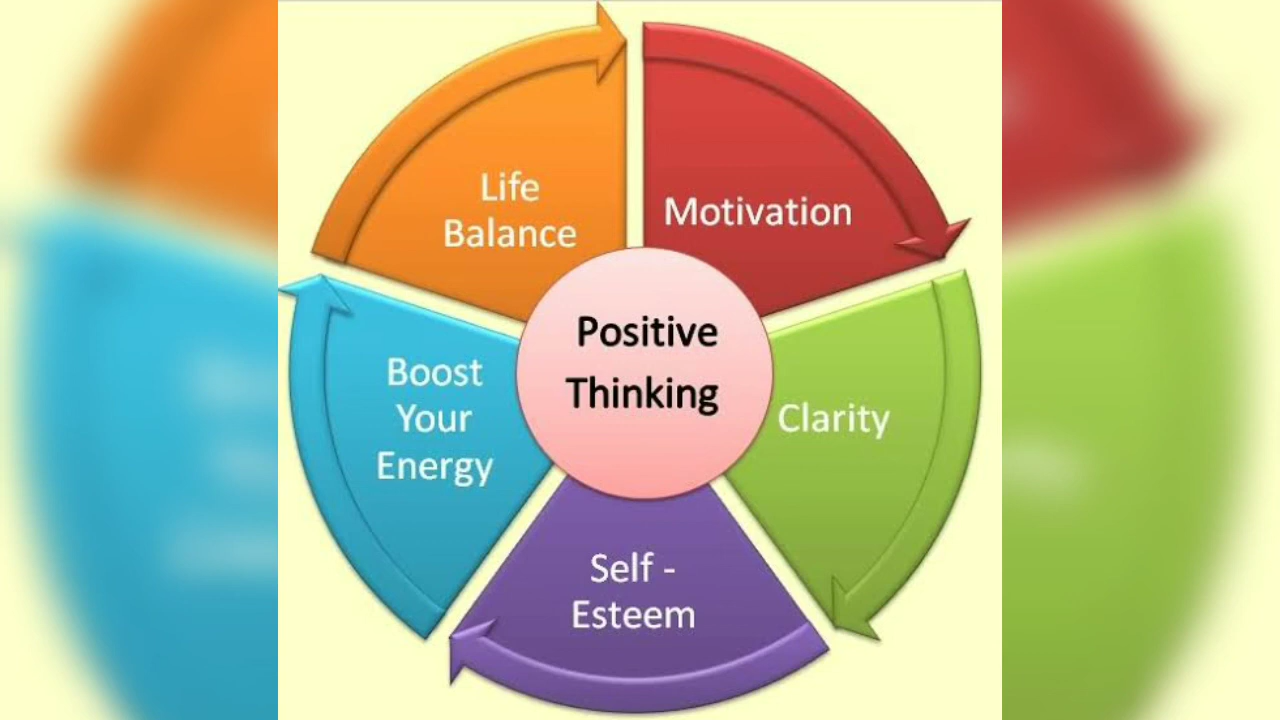 Life
Balance
Motivation
Positive
Thinking
Boost
Your
Energy
Clarity
Self -
Esteem